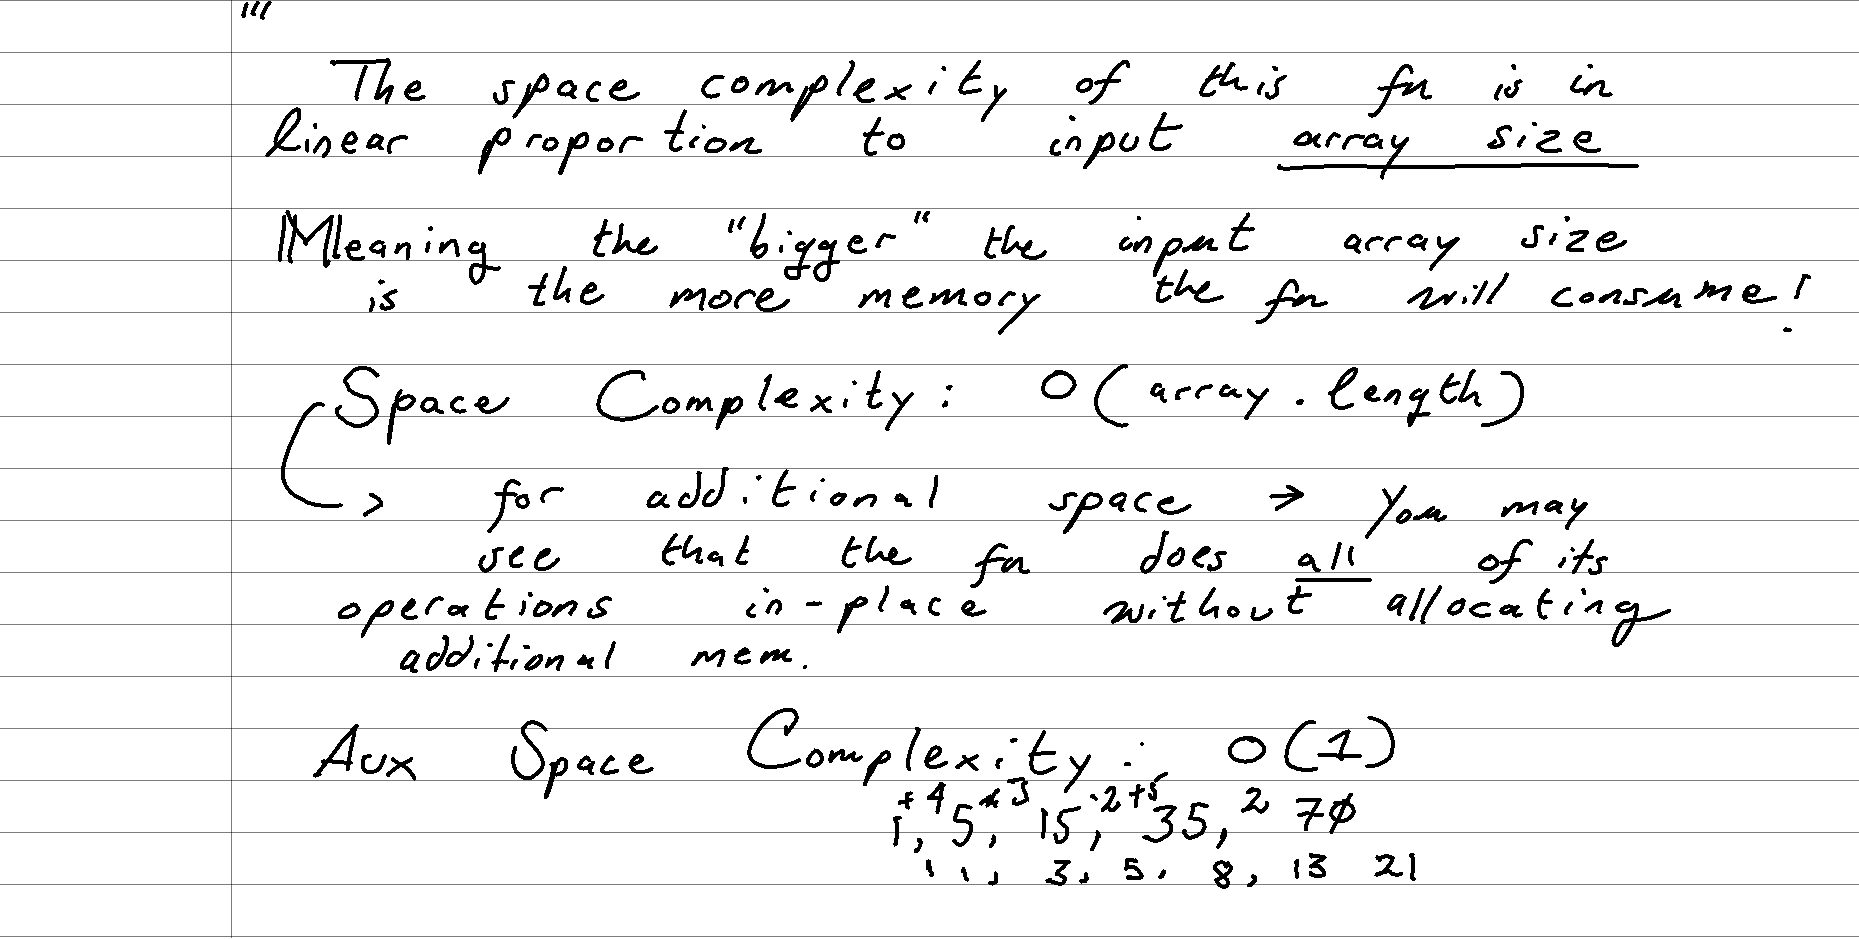 "'
The space complexity of this fn is in
linear proportion to input array size
Meaning the "bigger" the input array size
is the more memory the fn will consume!
Space Complexity: O(array.length)
> for additional space → You may
see that the fn does all of its
operations in-place without allocating
additional mem.
Aux Space Complexity: O(1)
+4 ×3 ·2+5 2
1, 5, 15, 35, 70
1 1, 3, 5, 8, 13 21